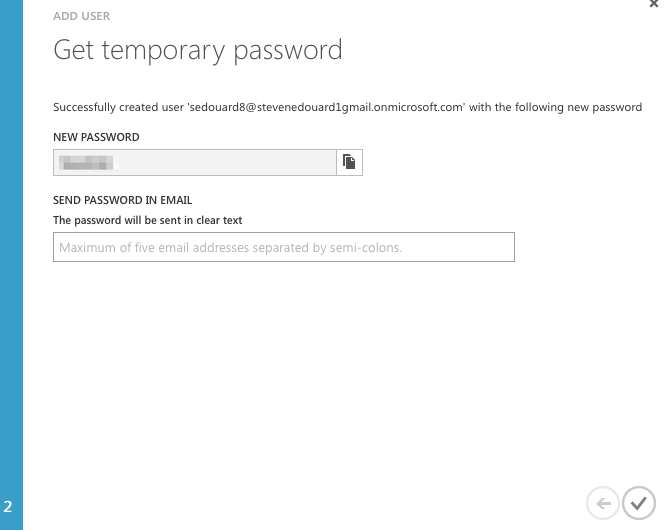 ADD USER
Get temporary password
Successfully created user 'sedouard8@stevenedouard1gmail.onmicrosoft.com' with the following new password
NEW PASSWORD
SEND PASSWORD IN EMAIL
The password will be sent in clear text
Maximum of five email addresses separated by semi-colons.
2